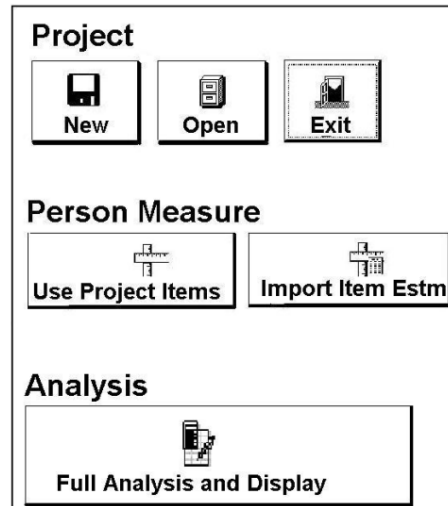 Project
New Open Exit
Person Measure
Use Project Items Import Item Estm
Analysis
Full Analysis and Display